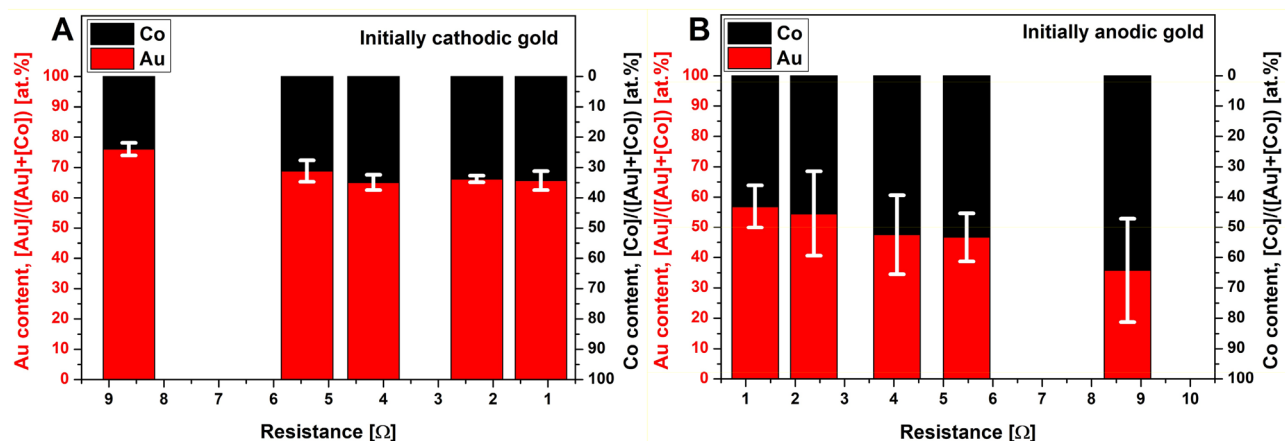 A
Co
Au
Initially cathodic gold
Au content, [Au]/([Au]+[Co]) [at.%]
100
90
80
70
60
50
40
30
20
10
0
0
10
20
30
40
50
60
70
80
90
100
Co content, [Co]/([Au]+[Co]) [at.%]
9 8 7 6 5 4 3 2 1
Resistance [Ω]
B
Co
Au
Initially anodic gold
Au content, [Au]/([Au]+[Co]) [at.%]
100
90
80
70
60
50
40
30
20
10
0
0
10
20
30
40
50
60
70
80
90
100
Co content, [Co]/([Au]+[Co]) [at.%]
1 2 3 4 5 6 7 8 9 10
Resistance [Ω]